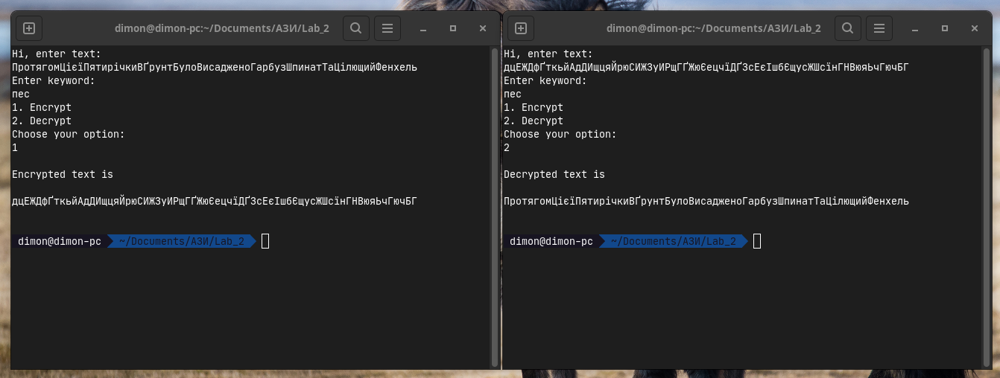 dimon@dimon-pc:~/Documents/АЗИ/Lab_2
Hi, enter text:
ПротягомЦієїПятирічкиВҐрунтБулоВисадженоГарбузШпинатТаЦілющийФенхель
Enter keyword:
пес
1. Encrypt
2. Decrypt
Choose your option:
1
Encrypted text is
дцЕЖДфҐткьйАдДИщцяЙрюСИЖЗуИРщГҐЖюЄецчїДҐЗсЕєІшбЄщусЖШсїнГНВюяЬчГючБГ
dimon@dimon-pc ~/Documents/АЗИ/Lab_2
dimon@dimon-pc:~/Documents/АЗИ/Lab_2
Hi, enter text:
дцЕЖДфҐткьйАдДИщцяЙрюСИЖЗуИРщГҐЖюЄецчїДҐЗсЕєІшбЄщусЖШсїнГНВюяЬчГючБГ
Enter keyword:
пес
1. Encrypt
2. Decrypt
Choose your option:
2
Decrypted text is
ПротягомЦієїПятирічкиВҐрунтБулоВисадженоГарбузШпинатТаЦілющийФенхель
dimon@dimon-pc ~/Documents/АЗИ/Lab_2